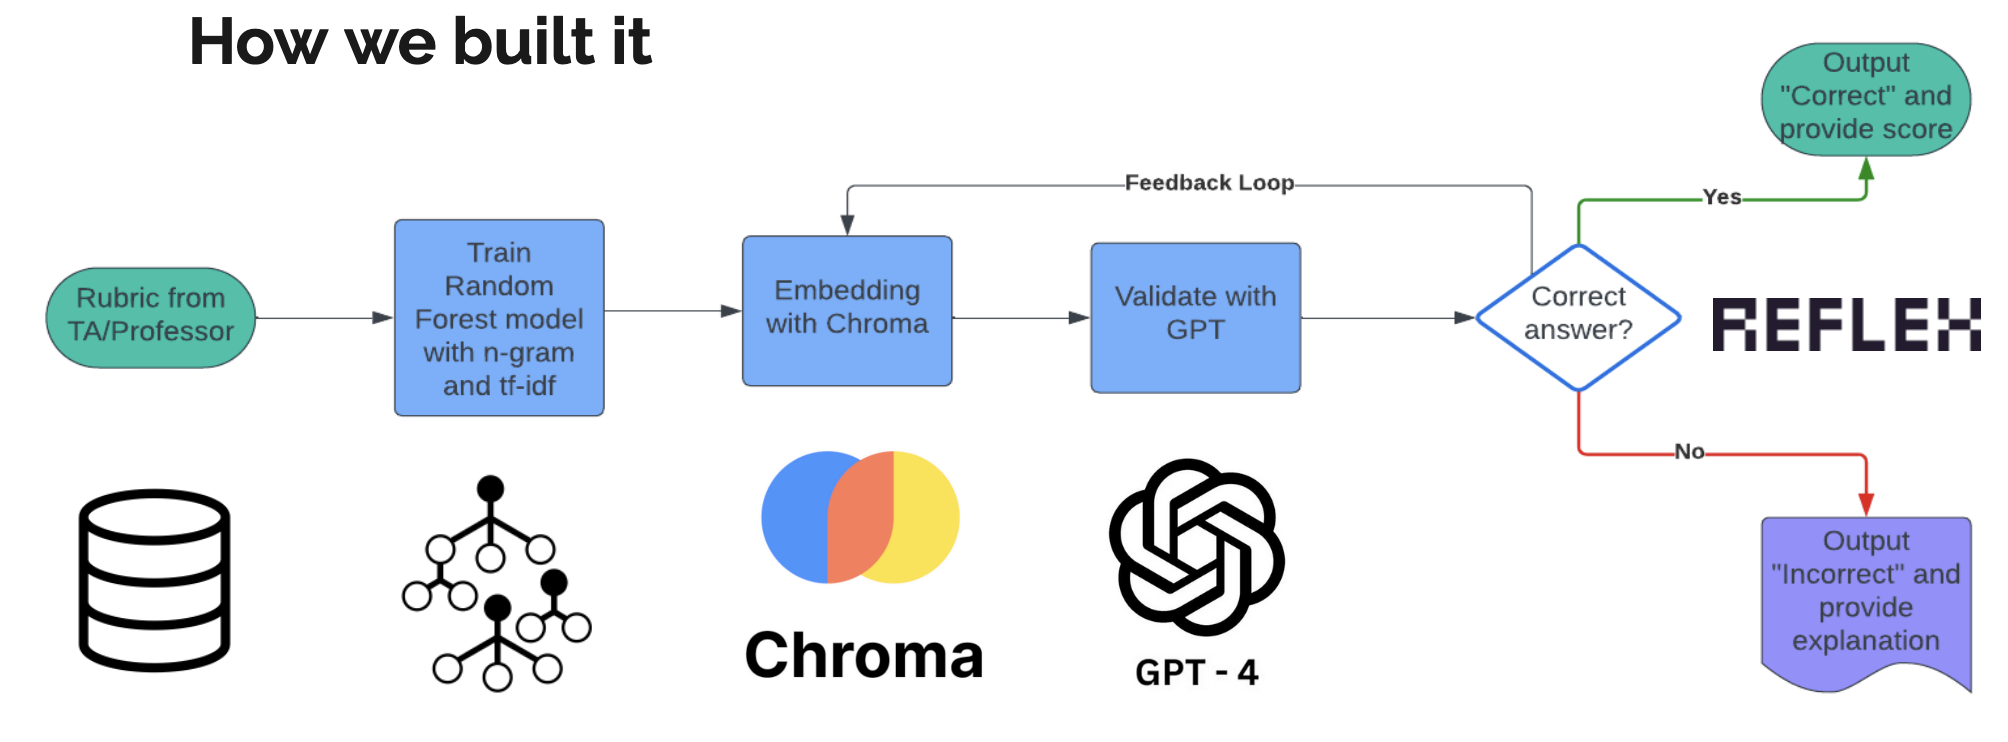 How we built it
Rubric from
TA/Professor
Train
Random
Forest model
with n-gram
and tf-idf
Feedback Loop
Embedding
with Chroma
Validate with
GPT
Correct
answer?
Yes
Output
"Correct" and
provide score
REFLEX
No
Output
"Incorrect" and
provide
explanation
Chroma
GPT - 4